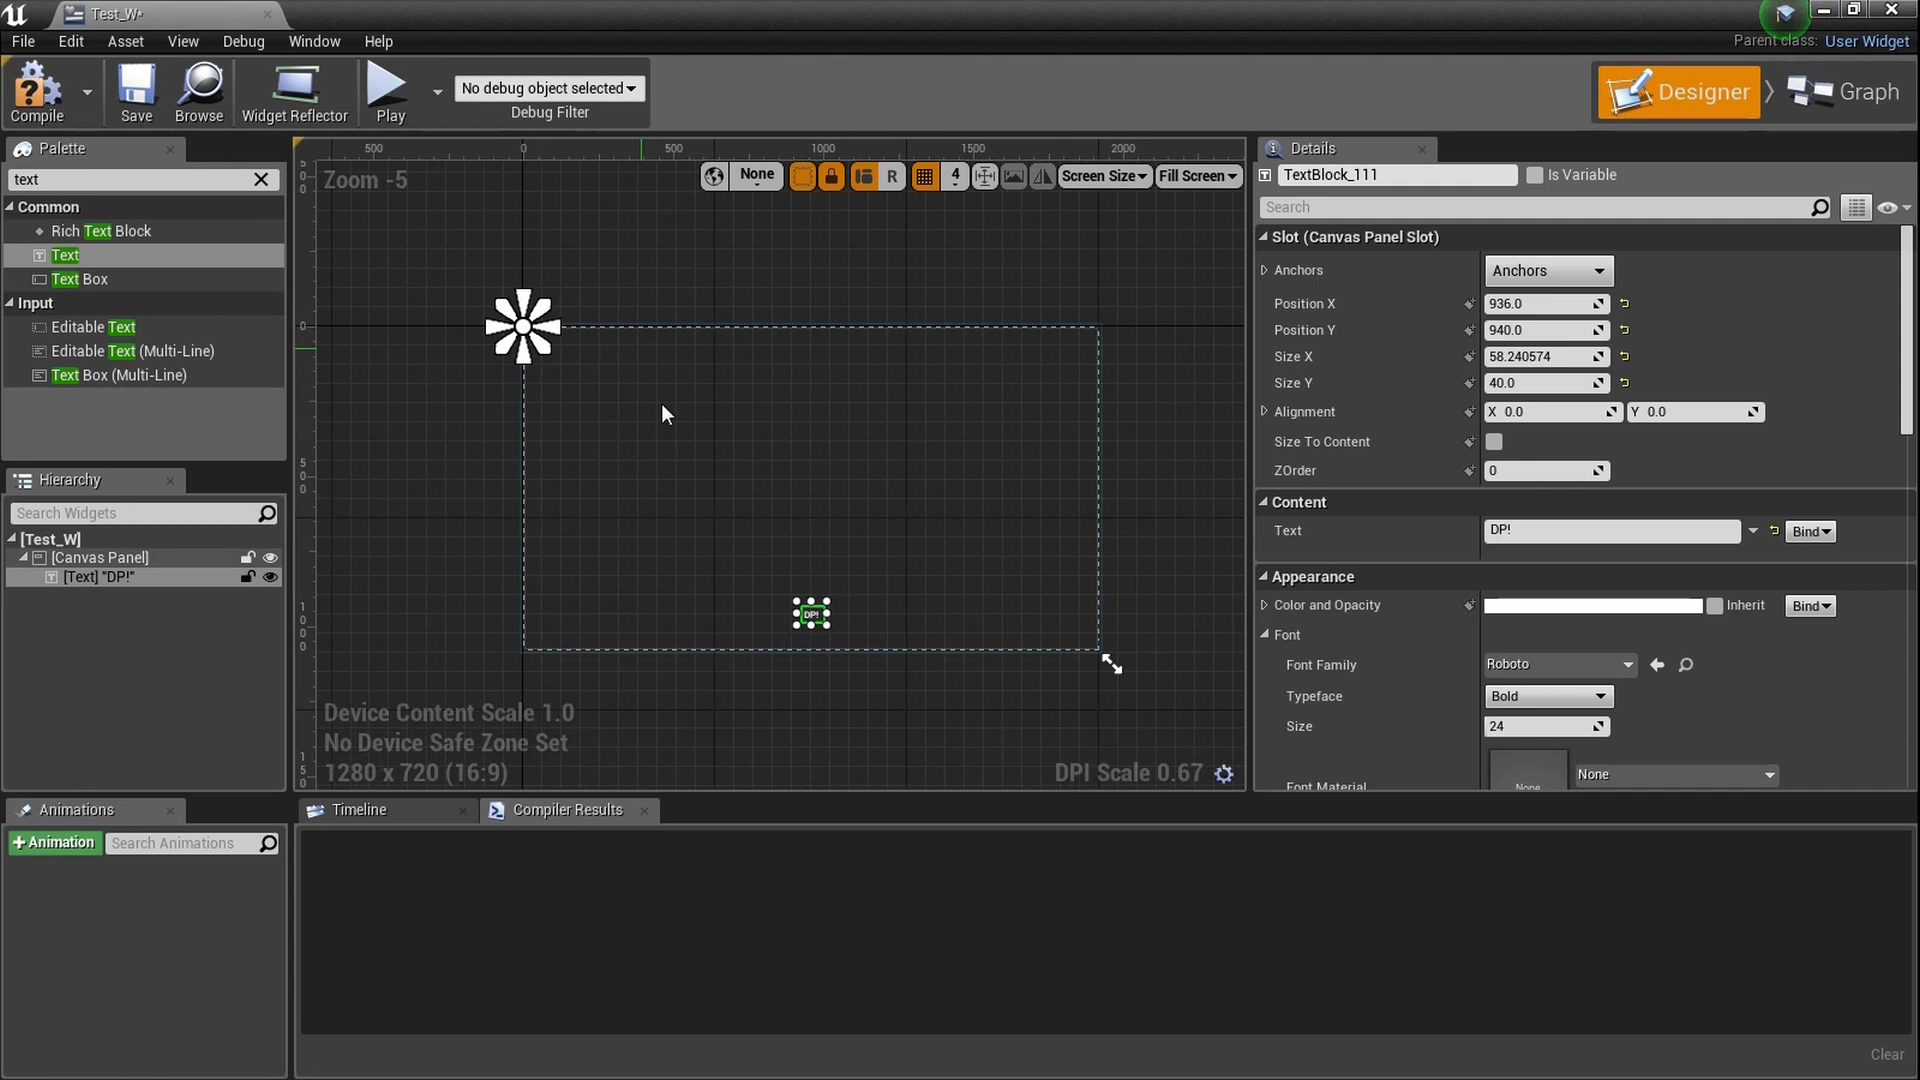 Test_W*
File Edit Asset View Debug Window Help
Parent class: User Widget
Compile
Save
Browse
Widget Reflector
Play
No debug object selected
Debug Filter
Designer
Graph
Palette
text
Common
Rich Text Block
Text
Text Box
Input
Editable Text
Editable Text (Multi-Line)
Text Box (Multi-Line)
Hierarchy
Search Widgets
[Test_W]
[Canvas Panel]
[Text] "DP!"
Animations
+ Animation
Search Animations
500 0 500 1000 1500 2000
Zoom -5
None
R
4
Screen Size
Fill Screen
500
0
500
1000
150
DP!
Device Content Scale 1.0
No Device Safe Zone Set
1280 x 720 (16:9)
DPI Scale 0.67
Timeline
Compiler Results
Clear
Details
TextBlock_111
Is Variable
Search
Slot (Canvas Panel Slot)
Anchors Anchors
Position X 936.0
Position Y 940.0
Size X 58.240574
Size Y 40.0
Alignment X 0.0 Y 0.0
Size To Content
ZOrder 0
Content
Text DP! Bind
Appearance
Color and Opacity Inherit Bind
Font
Font Family Roboto
Typeface Bold
Size 24
Font Material None None